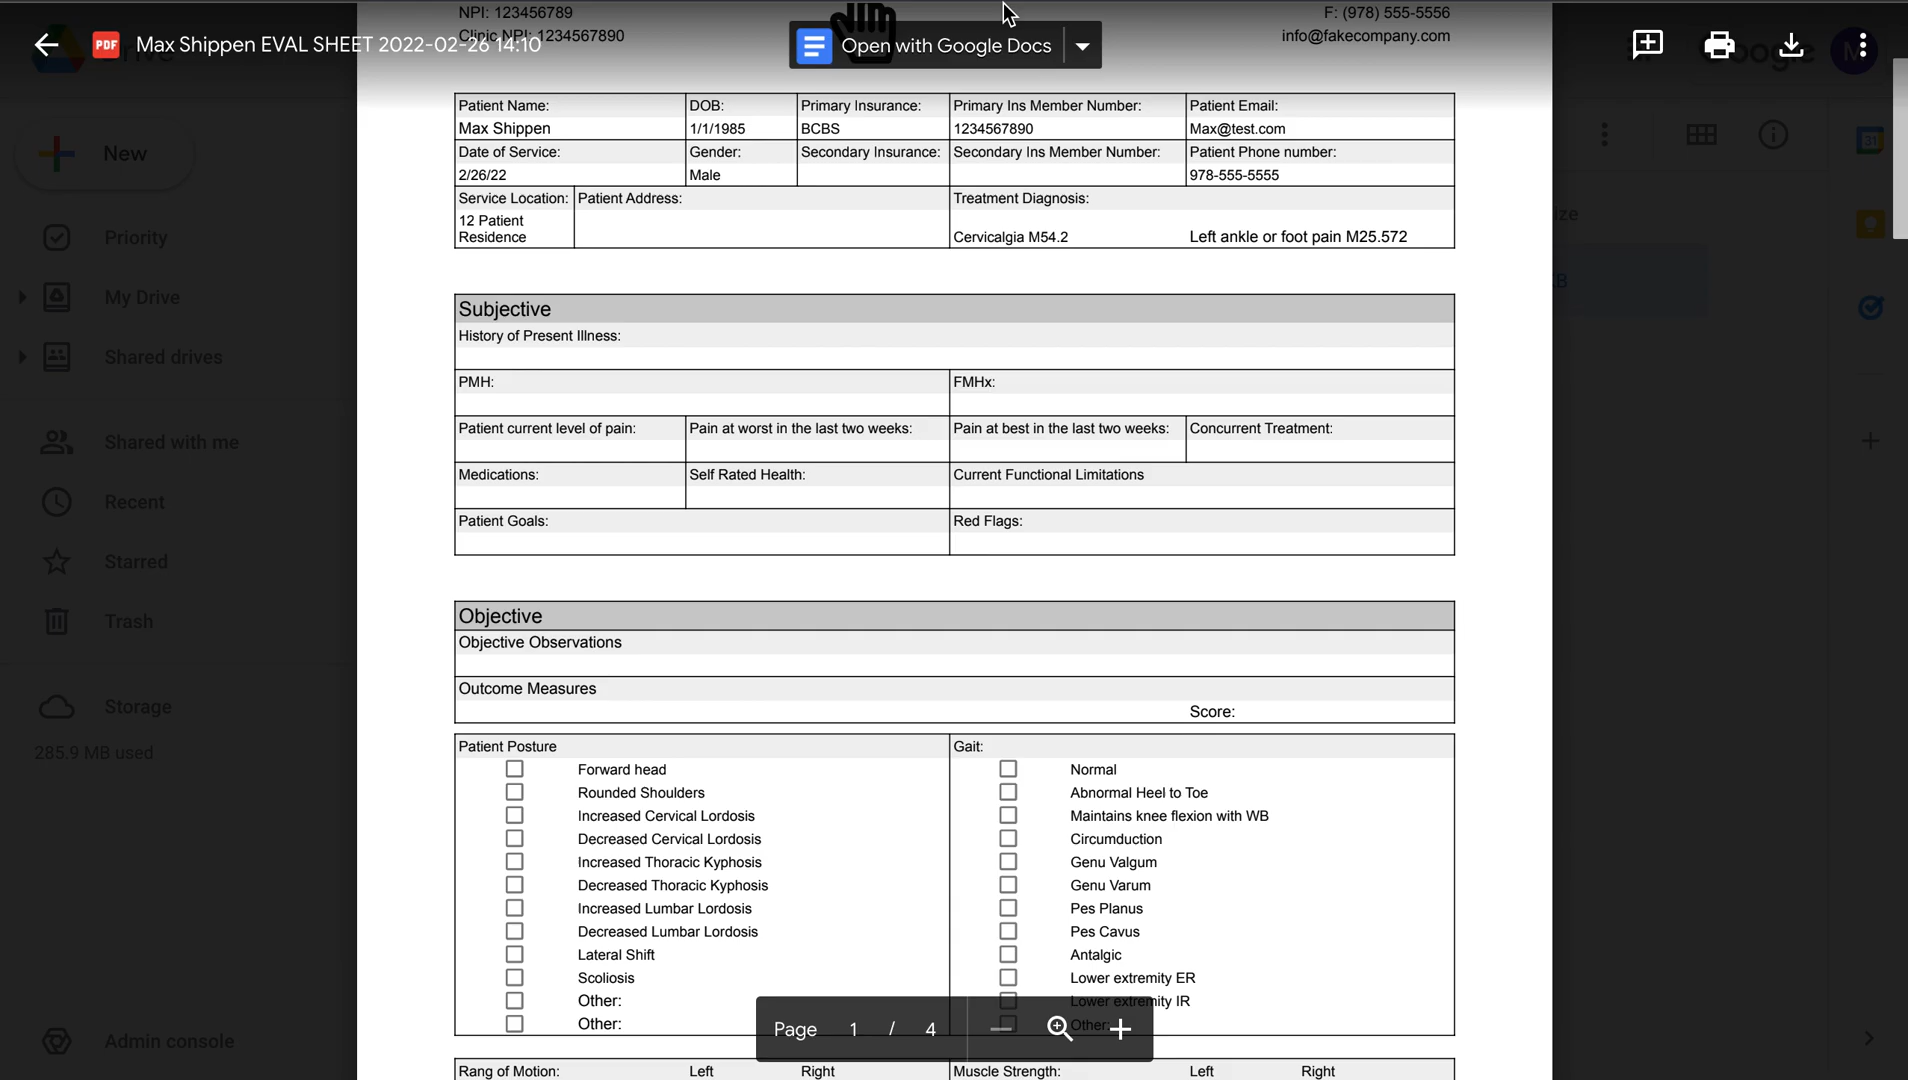 NPI: 123456789
F: (978) 555-5556
Clinic NPI: 1234567890
info@fakecompany.com
PDF
Max Shippen EVAL SHEET 2022-02-26 14:10
Open with Google Docs
Patient Name: DOB: Primary Insurance: Primary Ins Member Number: Patient Email:
Max Shippen 1/1/1985 BCBS 1234567890 Max@test.com
Date of Service: Gender: Secondary Insurance: Secondary Ins Member Number: Patient Phone number:
2/26/22 Male 978-555-5555
Service Location: Patient Address: Treatment Diagnosis:
12 Patient
Residence
Cervicalgia M54.2 Left ankle or foot pain M25.572
Subjective
History of Present Illness:
PMH: FMHx:
Patient current level of pain: Pain at worst in the last two weeks: Pain at best in the last two weeks: Concurrent Treatment:
Medications: Self Rated Health: Current Functional Limitations
Patient Goals: Red Flags:
Objective
Objective Observations
Outcome Measures
Score:
Patient Posture Gait:
Forward head Normal
Rounded Shoulders Abnormal Heel to Toe
Increased Cervical Lordosis Maintains knee flexion with WB
Decreased Cervical Lordosis Circumduction
Increased Thoracic Kyphosis Genu Valgum
Decreased Thoracic Kyphosis Genu Varum
Increased Lumbar Lordosis Pes Planus
Decreased Lumbar Lordosis Pes Cavus
Lateral Shift Antalgic
Scoliosis Lower extremity ER
Other: Lower extremity IR
Other: Other:
Page 1 / 4
Rang of Motion: Left Right Muscle Strength: Left Right
New
Priority
My Drive
Shared drives
Shared with me
Recent
Starred
Trash
Storage
285.9 MB used
Admin console
31